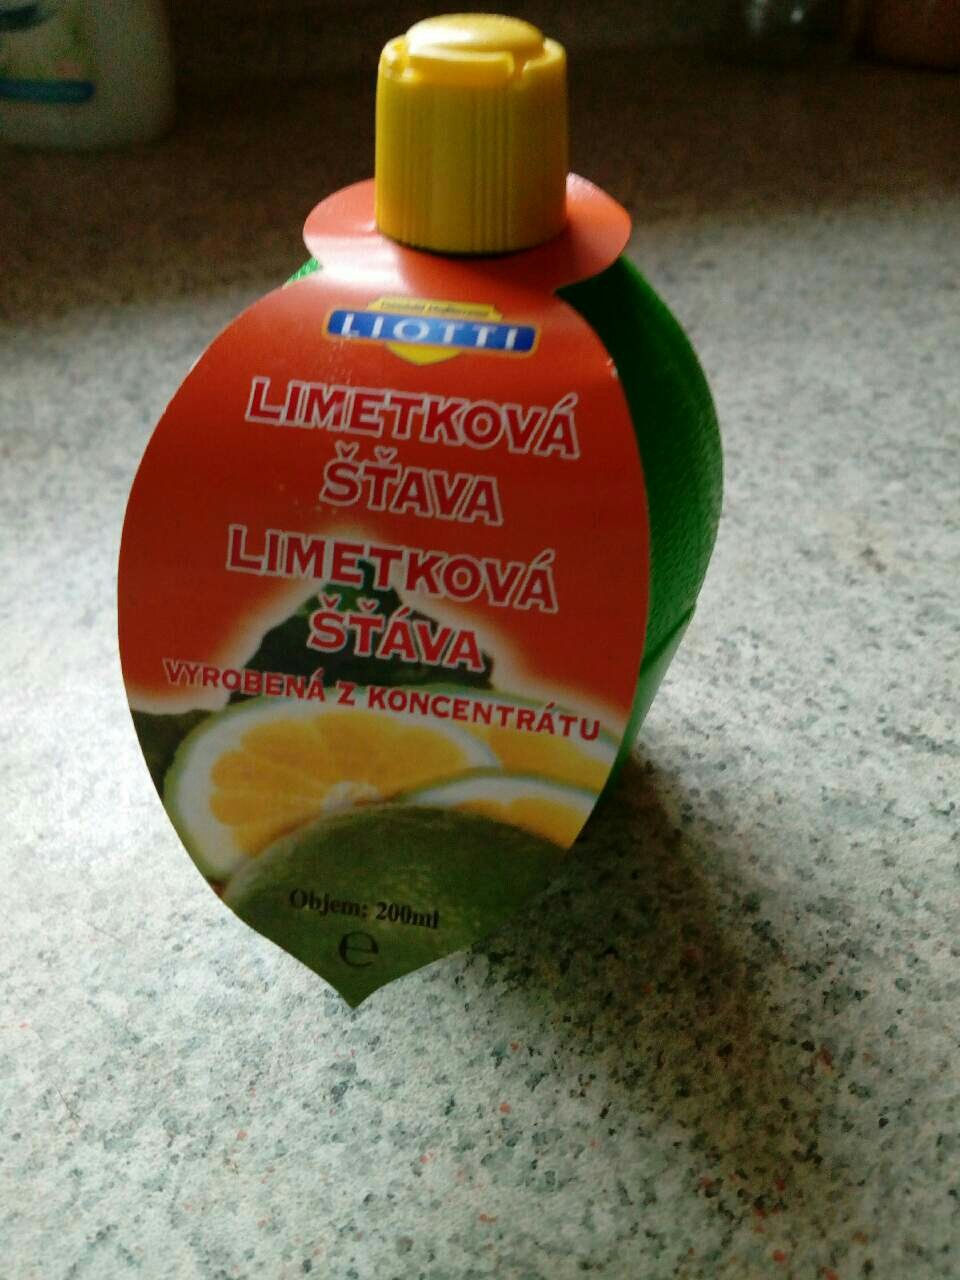 LIOTTI
LIMETKOVÁ
ŠŤAVA
LIMETKOVÁ
ŠŤÁVA
VYROBENÁ Z KONCENTRÁTU
Objem: 200ml
℮